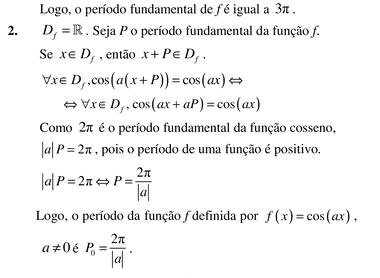 Logo, o período fundamental de f é igual a 3π.
2. D_f = ℝ. Seja P o período fundamental da função f.
Se x ∈ D_f, então x + P ∈ D_f.
∀x ∈ D_f, cos(a(x + P)) = cos(ax) ⇔
⇔ ∀x ∈ D_f, cos(ax + aP) = cos(ax)
Como 2π é o período fundamental da função cosseno,
|a|P = 2π, pois o período de uma função é positivo.
|a|P = 2π ⇔ P = 2π/|a|
Logo, o período da função f definida por f(x) = cos(ax),
a ≠ 0 é P₀ = 2π/|a|.